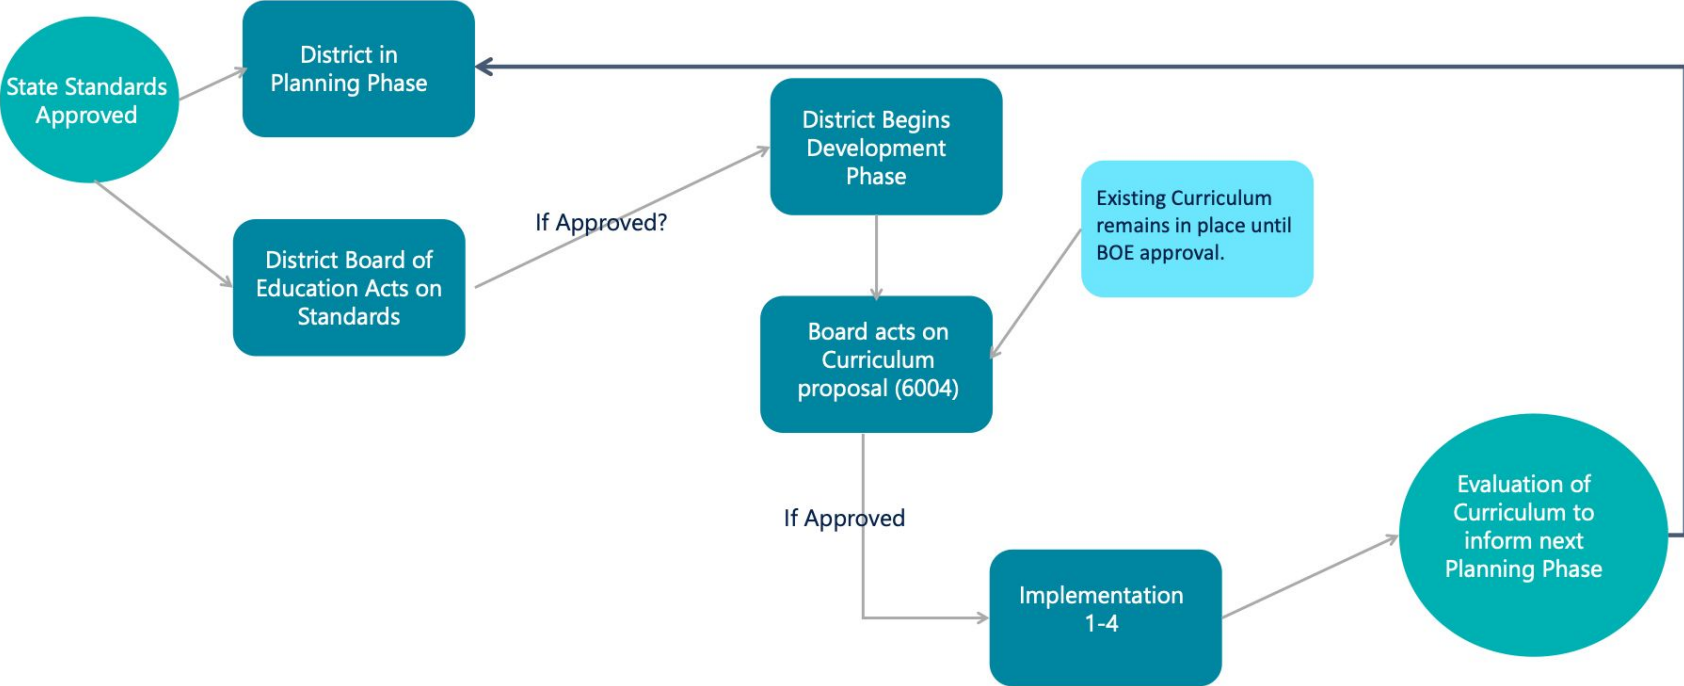 State Standards
Approved
District in
Planning Phase
District Begins
Development
Phase
Existing Curriculum
remains in place until
BOE approval.
If Approved?
District Board of
Education Acts on
Standards
Board acts on
Curriculum
proposal (6004)
If Approved
Implementation
1-4
Evaluation of
Curriculum to
inform next
Planning Phase